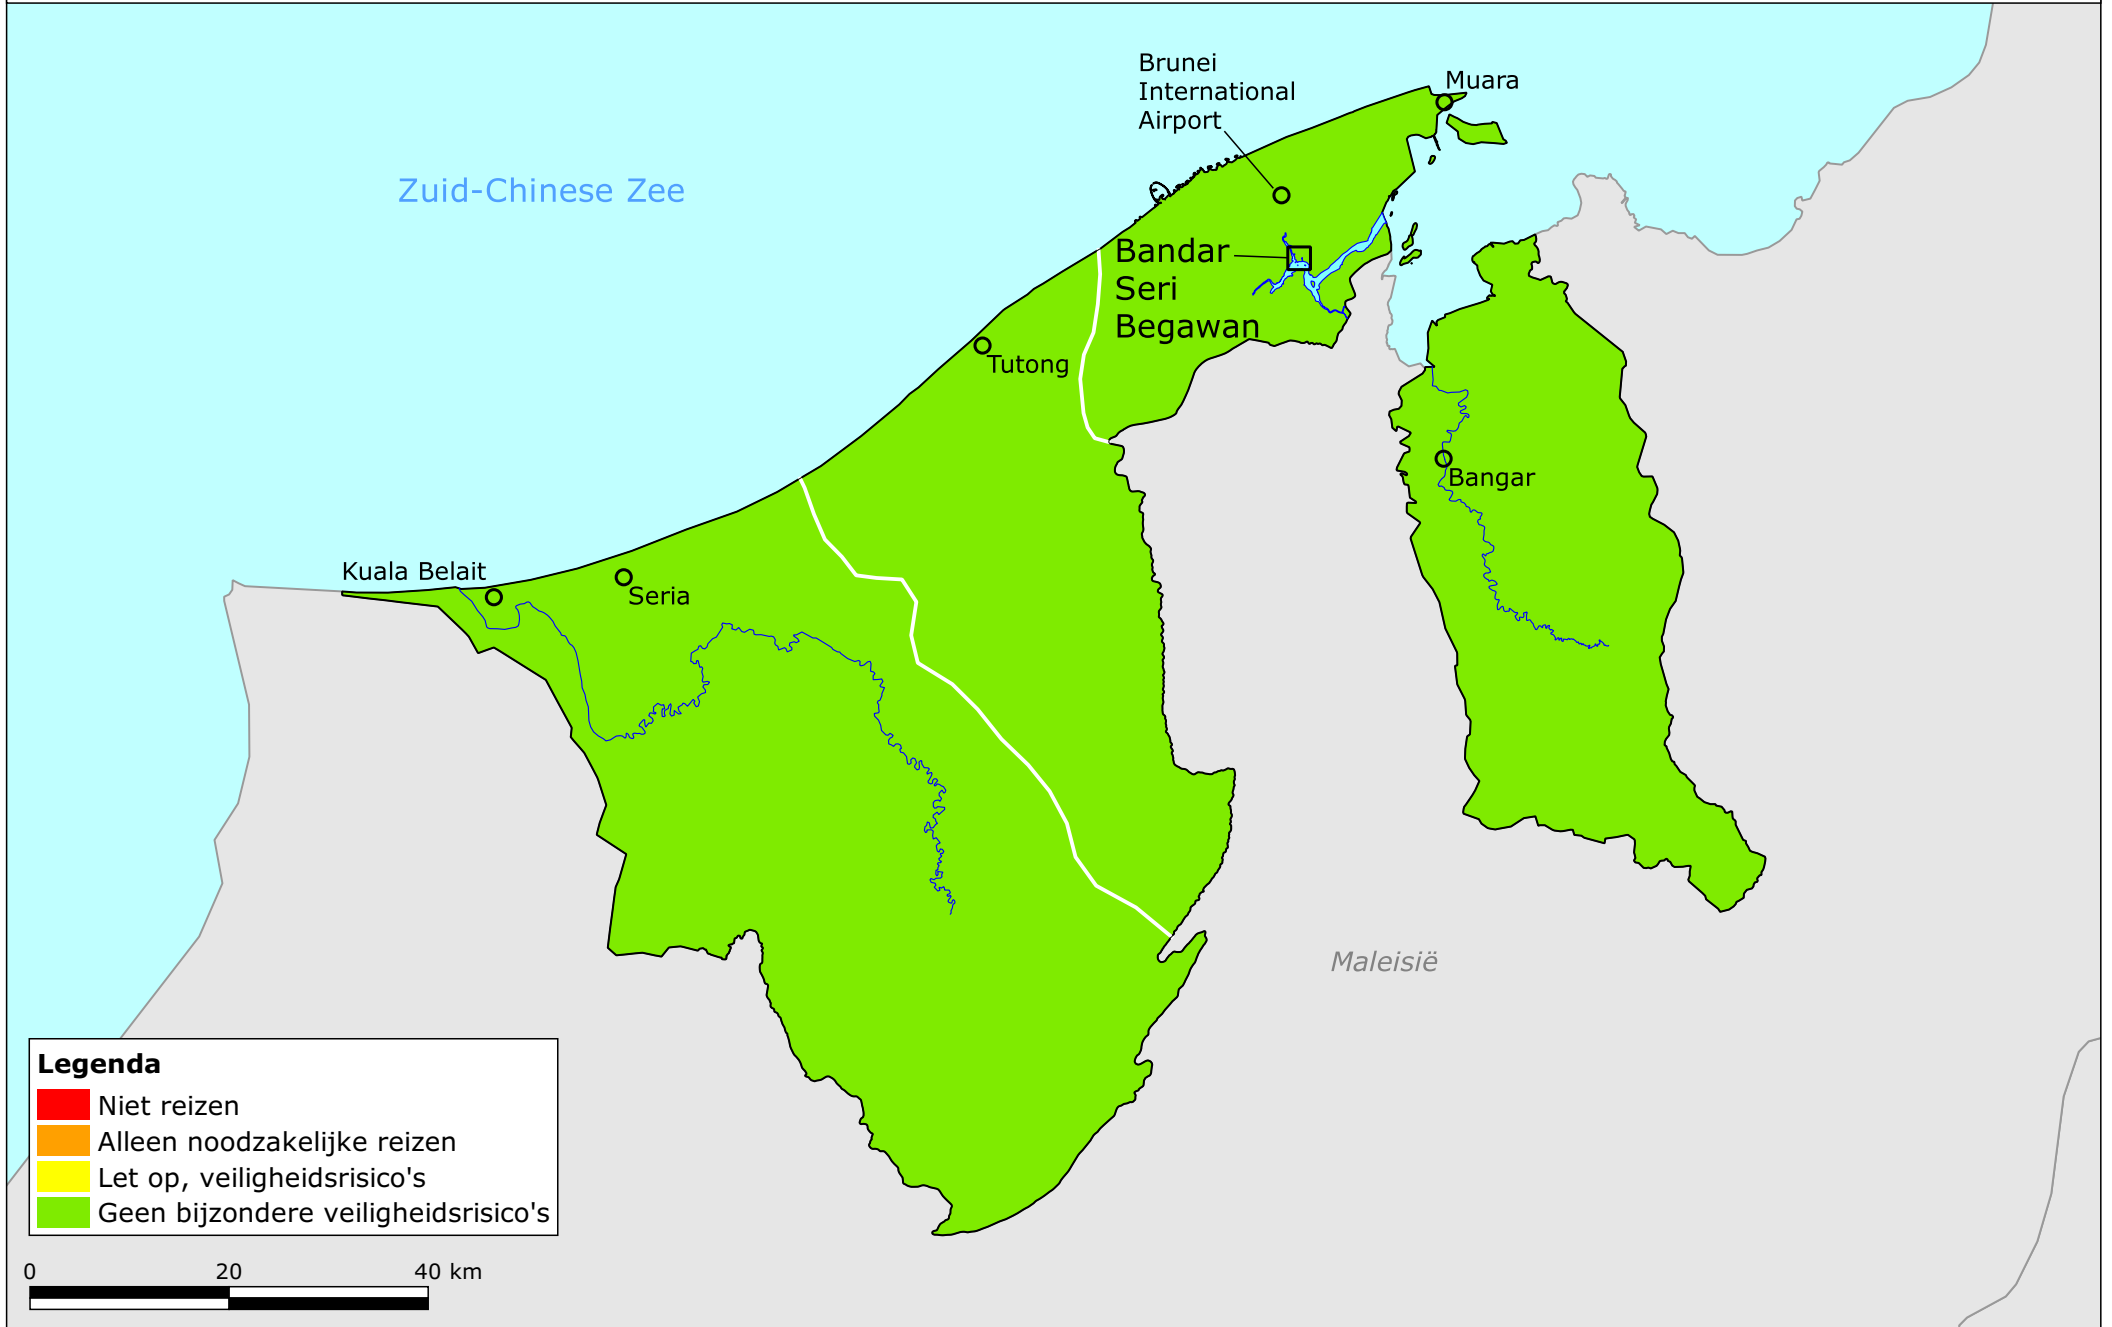 Brunei
International
Airport
Muara
Zuid-Chinese Zee
Bandar
Seri
Begawan
Tutong
Bangar
Kuala Belait
Seria
Maleisië
Legenda
Niet reizen
Alleen noodzakelijke reizen
Let op, veiligheidsrisico's
Geen bijzondere veiligheidsrisico's
0 20 40 km